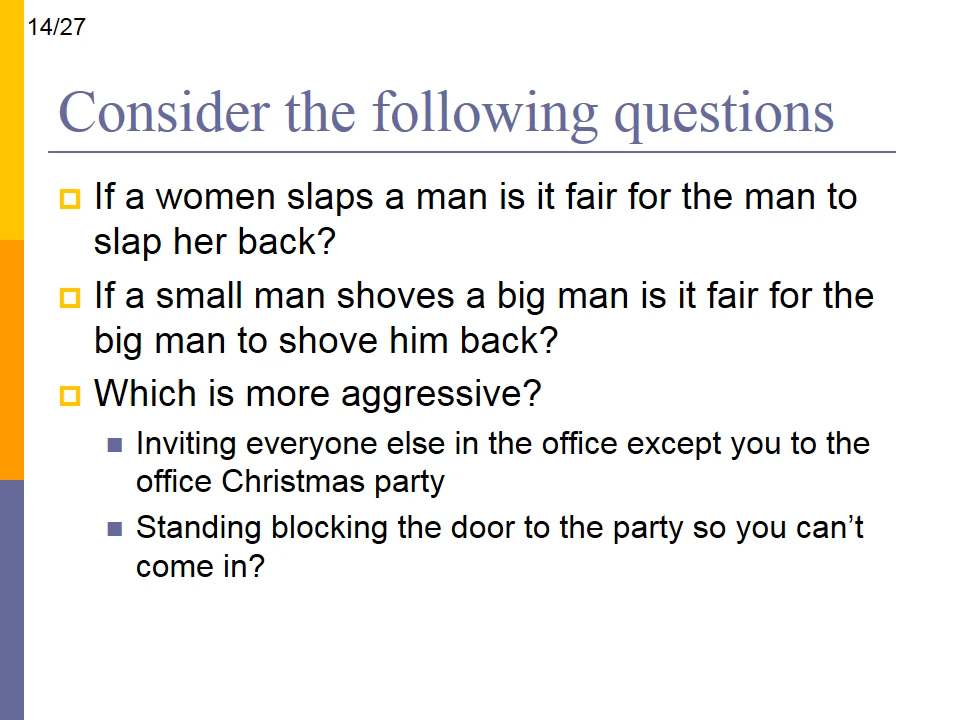 14/27
Consider the following questions
If a women slaps a man is it fair for the man to
slap her back?
If a small man shoves a big man is it fair for the
big man to shove him back?
Which is more aggressive?
Inviting everyone else in the office except you to the
office Christmas party
Standing blocking the door to the party so you can’t
come in?